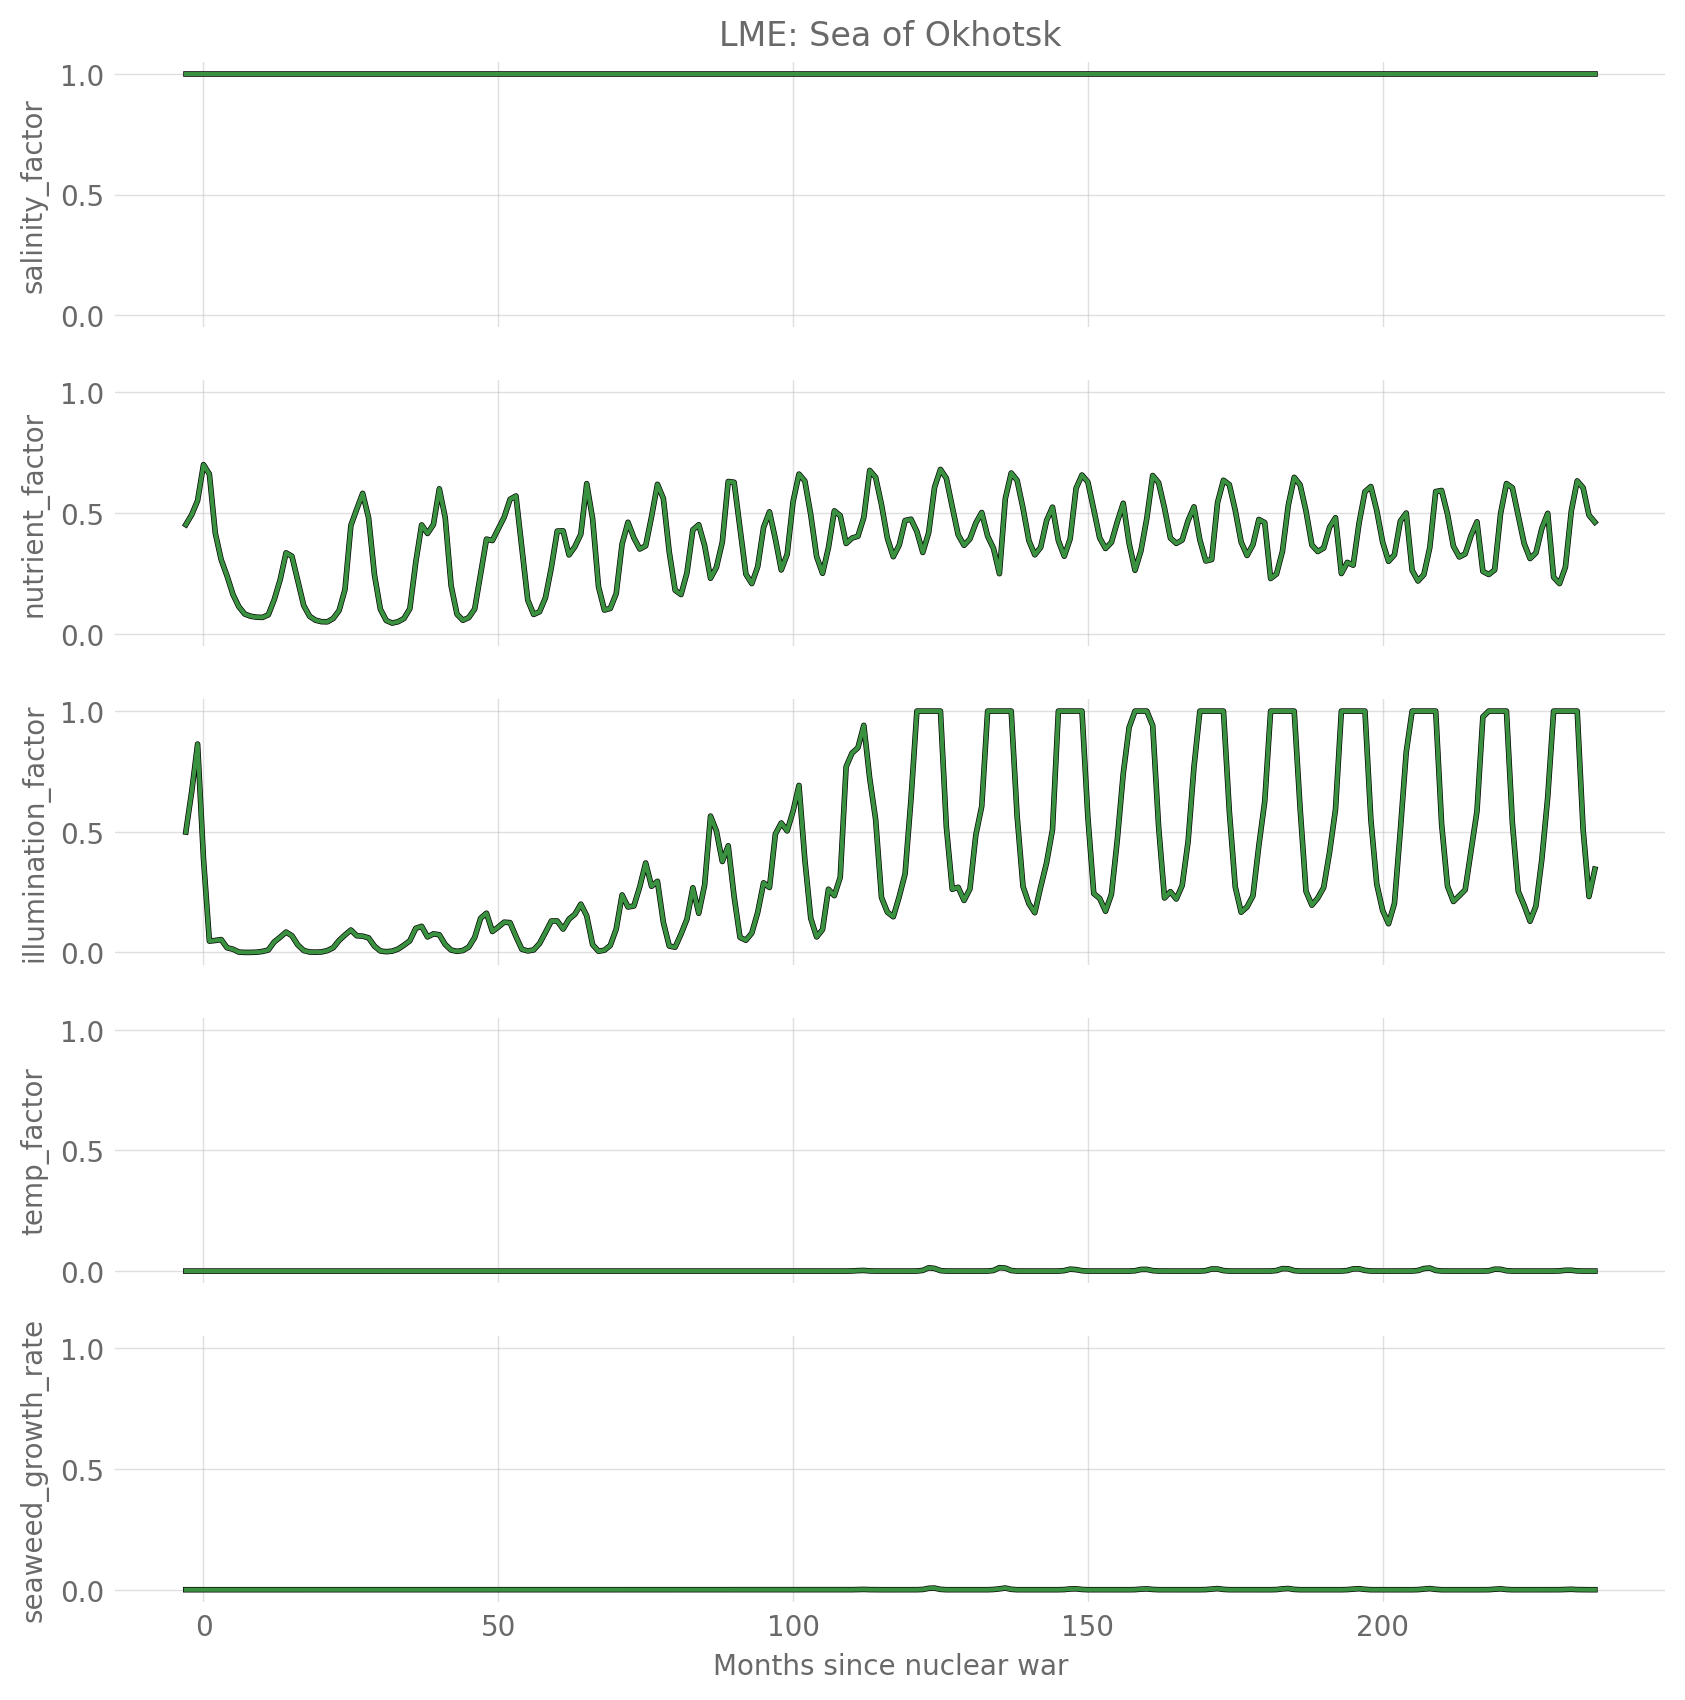 LME: Sea of Okhotsk
1.0
0.5
0.0
salinity_factor
1.0
0.5
0.0
nutrient_factor
1.0
0.5
0.0
illumination_factor
1.0
0.5
0.0
temp_factor
1.0
0.5
0.0
seaweed_growth_rate
0 50 100 150 200
Months since nuclear war